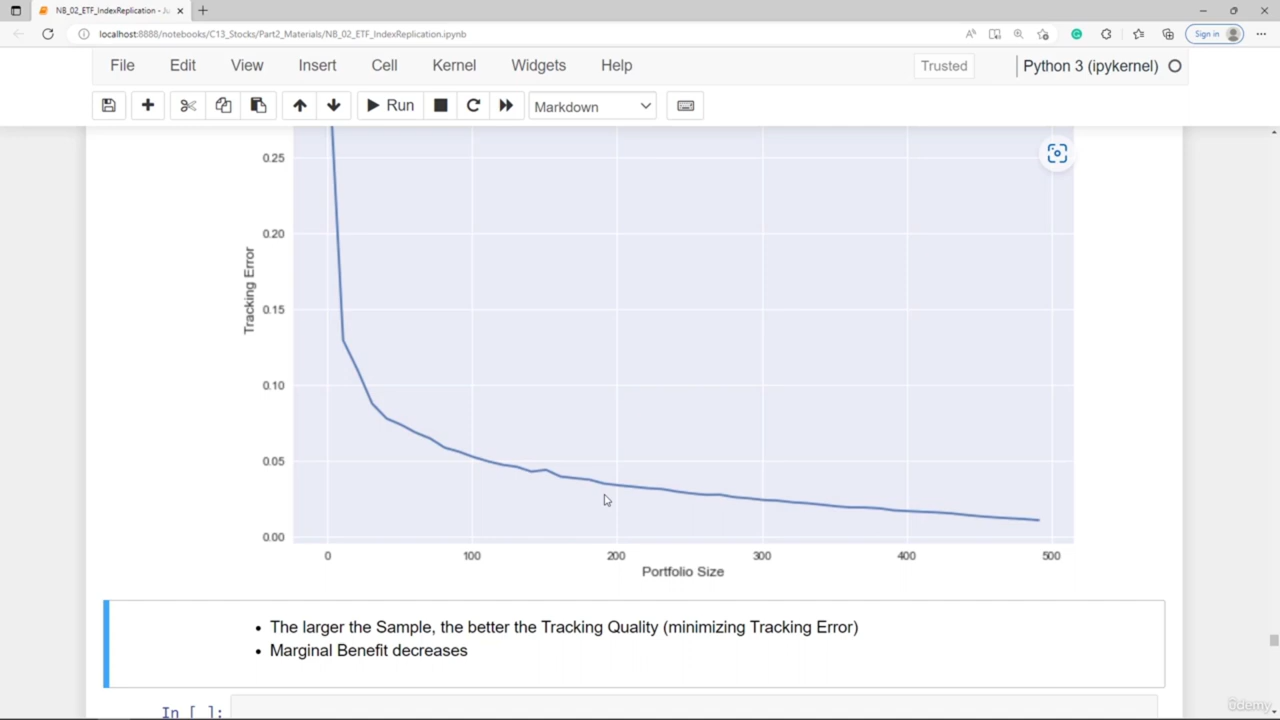 NB_02_ETF_IndexReplication - Ju
localhost:8888/notebooks/C13_Stocks/Part2_Materials/NB_02_ETF_IndexReplication.ipynb
Sign in
File Edit View Insert Cell Kernel Widgets Help Trusted Python 3 (ipykernel)
Run Markdown
0.25
0.20
0.15
0.10
0.05
0.00
Tracking Error
0 100 200 300 400 500
Portfolio Size
The larger the Sample, the better the Tracking Quality (minimizing Tracking Error)
Marginal Benefit decreases
In [ ]:
ûdemy